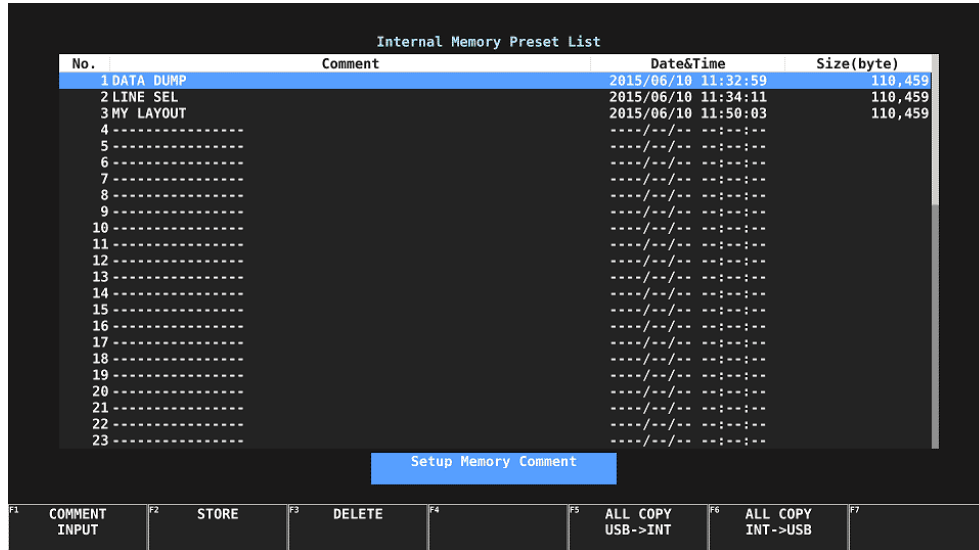 Internal Memory Preset List
No. Comment Date&Time Size(byte)
1 DATA DUMP 2015/06/10 11:32:59 110,459
2 LINE SEL 2015/06/10 11:34:11 110,459
3 MY LAYOUT 2015/06/10 11:50:03 110,459
4 ---------------- ----/--/-- --:--:--
5 ---------------- ----/--/-- --:--:--
6 ---------------- ----/--/-- --:--:--
7 ---------------- ----/--/-- --:--:--
8 ---------------- ----/--/-- --:--:--
9 ---------------- ----/--/-- --:--:--
10 ---------------- ----/--/-- --:--:--
11 ---------------- ----/--/-- --:--:--
12 ---------------- ----/--/-- --:--:--
13 ---------------- ----/--/-- --:--:--
14 ---------------- ----/--/-- --:--:--
15 ---------------- ----/--/-- --:--:--
16 ---------------- ----/--/-- --:--:--
17 ---------------- ----/--/-- --:--:--
18 ---------------- ----/--/-- --:--:--
19 ---------------- ----/--/-- --:--:--
20 ---------------- ----/--/-- --:--:--
21 ---------------- ----/--/-- --:--:--
22 ---------------- ----/--/-- --:--:--
23 ---------------- ----/--/-- --:--:--
Setup Memory Comment
F1 COMMENT F2 STORE F3 DELETE F4 F5 ALL COPY F6 ALL COPY F7
INPUT USB->INT INT->USB